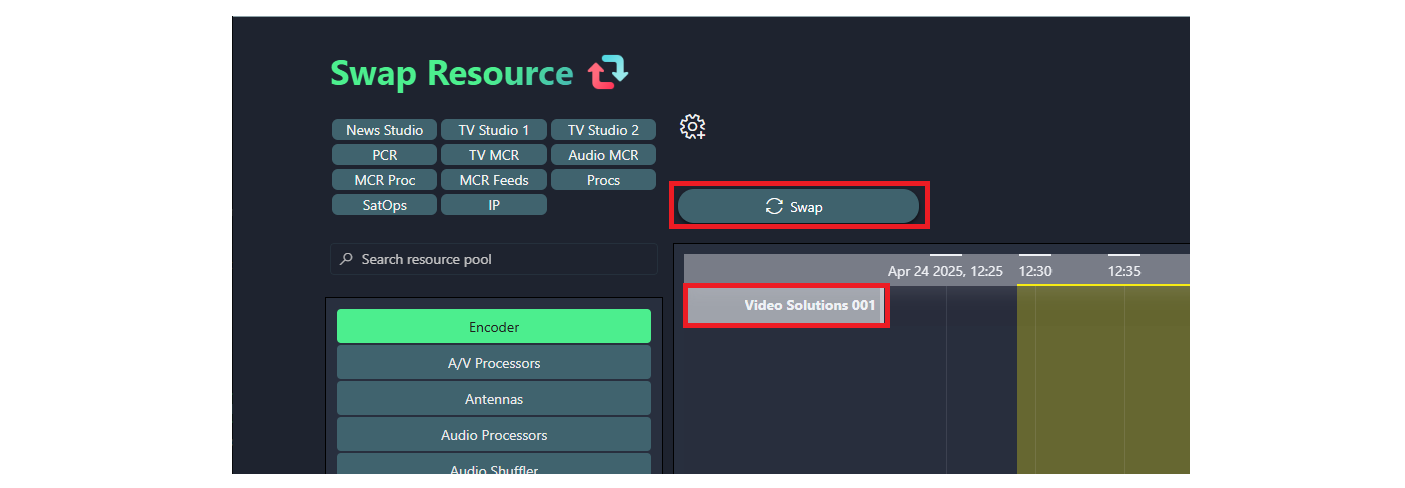 Swap Resource
News Studio TV Studio 1 TV Studio 2
PCR TV MCR Audio MCR
MCR Proc MCR Feeds Procs
SatOps IP
Swap
Search resource pool
Apr 24 2025, 12:25 12:30 12:35
Video Solutions 001
Encoder
A/V Processors
Antennas
Audio Processors
Audio Shuffler